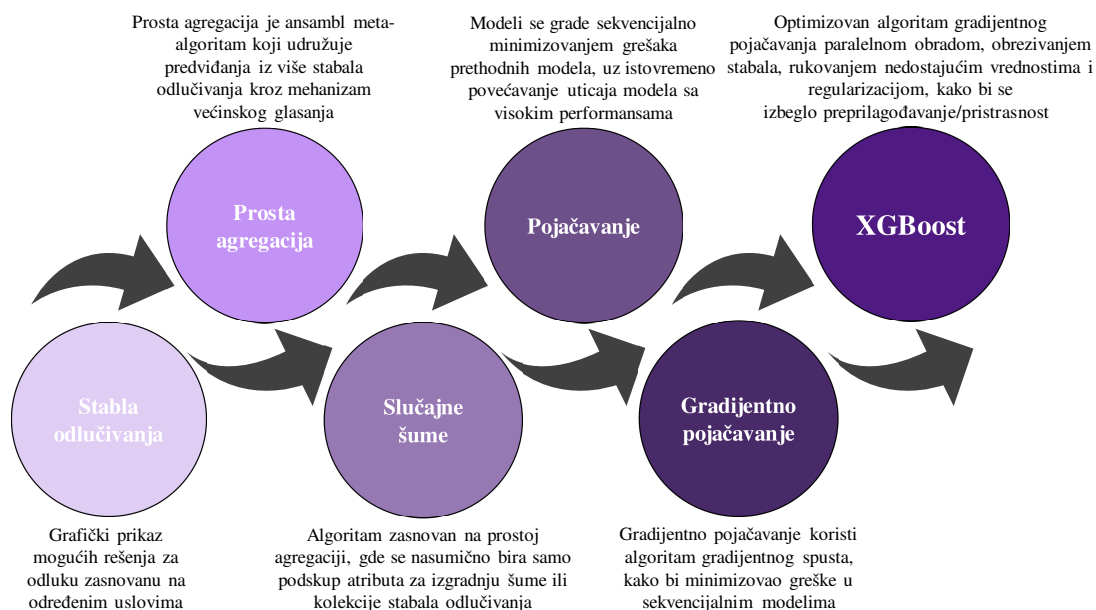 Prosta agregacija je ansambl meta-
algoritam koji udružuje
predviđanja iz više stabala
odlučivanja kroz mehanizam
većinskog glasanja
Modeli se grade sekvencijalno
minimizovanjem grešaka
prethodnih modela, uz istovremeno
povećavanje uticaja modela sa
visokim performansama
Optimizovan algoritam gradijentnog
pojačavanja paralelnom obradom, obrezivanjem
stabala, rukovanjem nedostajućim vrednostima i
regularizacijom, kako bi se
izbeglo preprilagođavanje/pristrasnost
Prosta
agregacija
Pojačavanje
XGBoost
Stabla
odlučivanja
Slučajne
šume
Gradijentno
pojačavanje
Grafički prikaz
mogućih rešenja za
odluku zasnovanu na
određenim uslovima
Algoritam zasnovan na prostoj
agregaciji, gde se nasumično bira samo
podskup atributa za izgradnju šume ili
kolekcije stabala odlučivanja
Gradijentno pojačavanje koristi
algoritam gradijentnog spusta,
kako bi minimizovao greške u
sekvencijalnim modelima